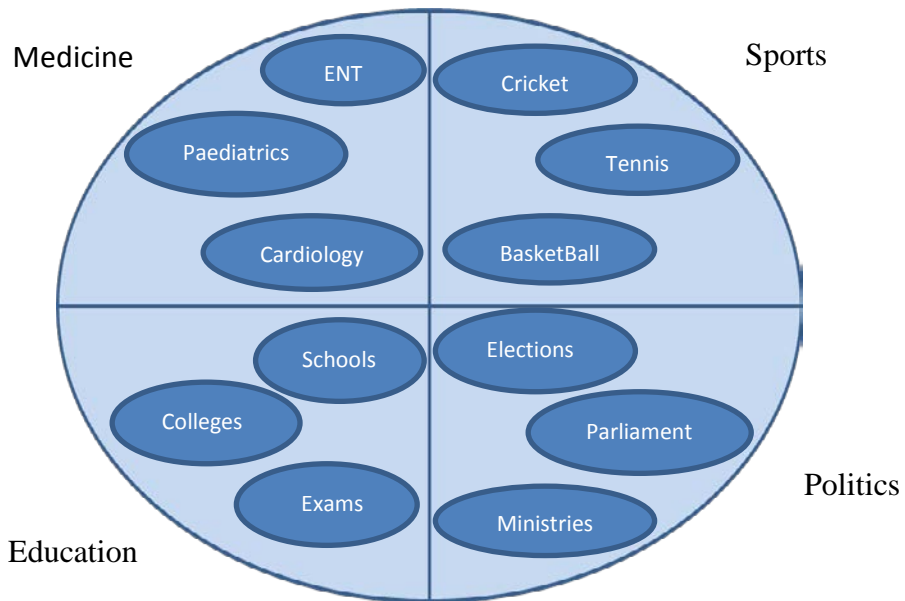 Medicine
ENT
Paediatrics
Cardiology
Sports
Cricket
Tennis
BasketBall
Schools
Colleges
Exams
Education
Elections
Parliament
Ministries
Politics